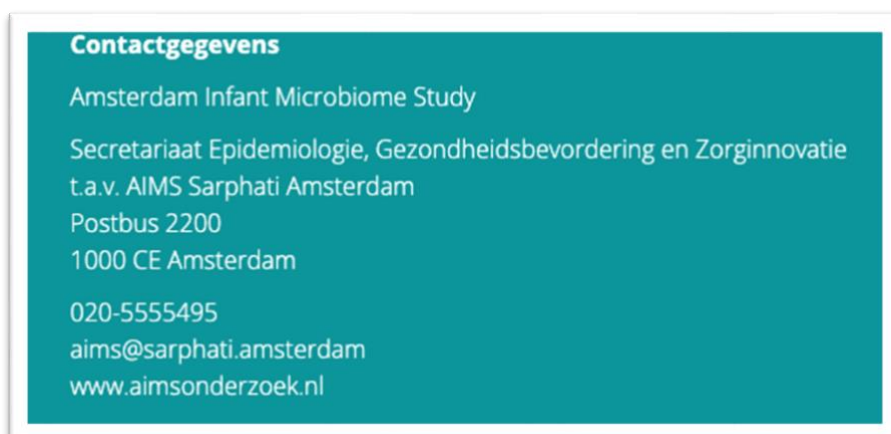 Contactgegevens
Amsterdam Infant Microbiome Study
Secretariaat Epidemiologie, Gezondheidsbevordering en Zorginnovatie
t.a.v. AIMS Sarphati Amsterdam
Postbus 2200
1000 CE Amsterdam
020-5555495
aims@sarphati.amsterdam
www.aimsonderzoek.nl